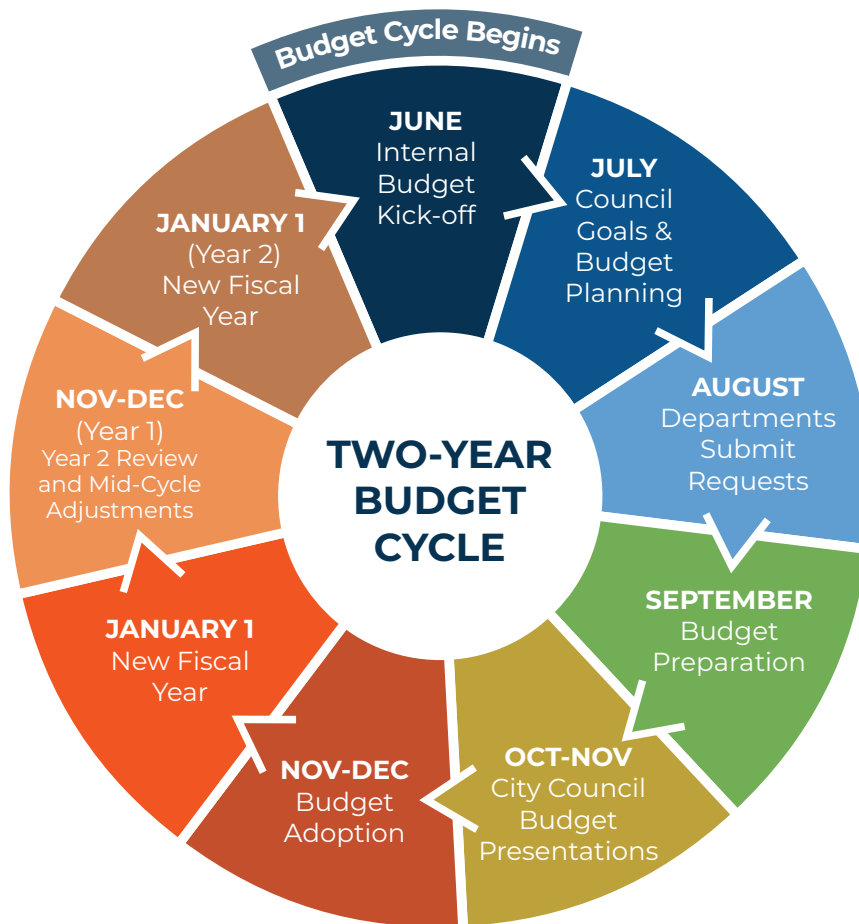 Budget Cycle Begins
JUNE
Internal
Budget
Kick-off
JULY
Council
Goals &
Budget
Planning
AUGUST
Departments
Submit
Requests
SEPTEMBER
Budget
Preparation
OCT-NOV
City Council
Budget
Presentations
NOV-DEC
Budget
Adoption
JANUARY 1
New Fiscal
Year
NOV-DEC
(Year 1)
Year 2 Review
and Mid-Cycle
Adjustments
JANUARY 1
(Year 2)
New Fiscal
Year
TWO-YEAR
BUDGET
CYCLE